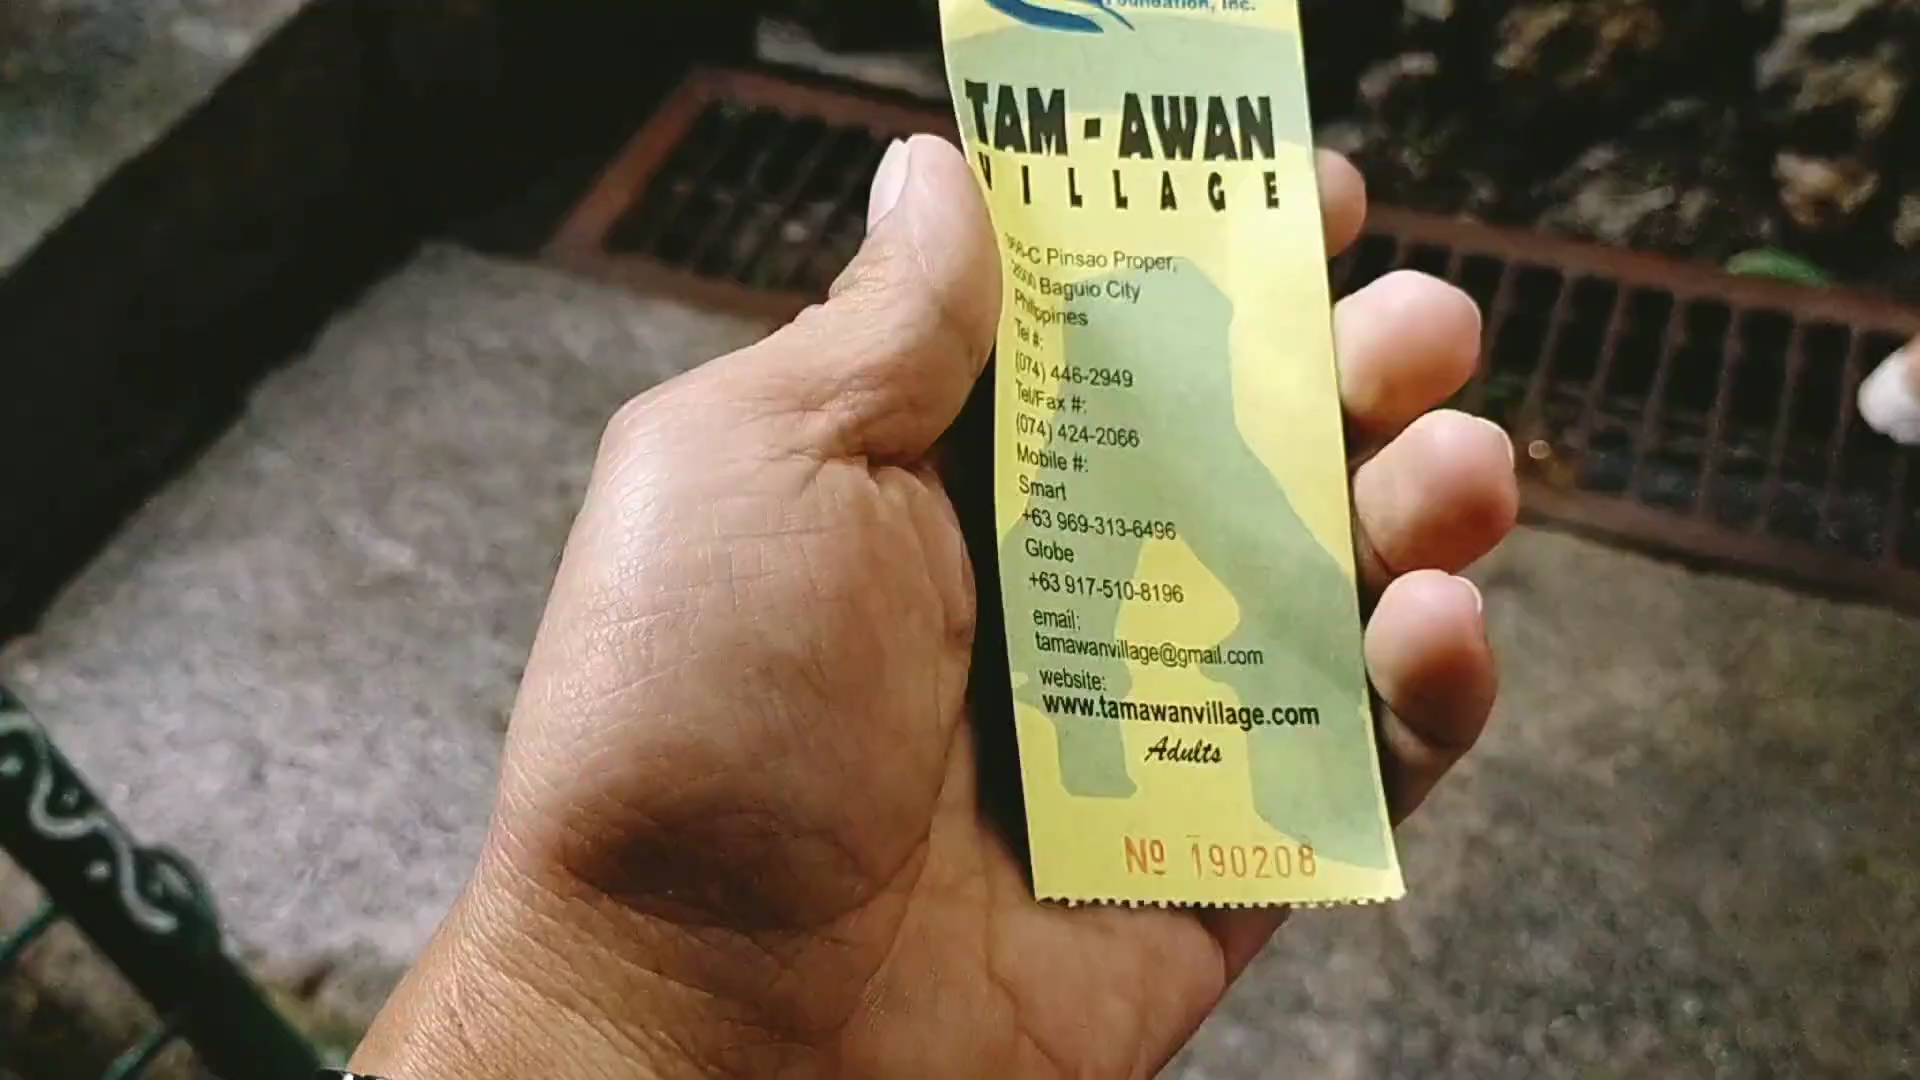 Foundation, Inc.
TAM - AWAN
VILLAGE
Pinsao Proper,
Baguio City
Philippines
Tel #:
(074) 446-2949
Tel/Fax #:
(074) 424-2066
Mobile #:
Smart
+63 969-313-6496
Globe
+63 917-510-8196
email:
tamawanvillage@gmail.com
website:
www.tamawanvillage.com
Adults
Nº 190208